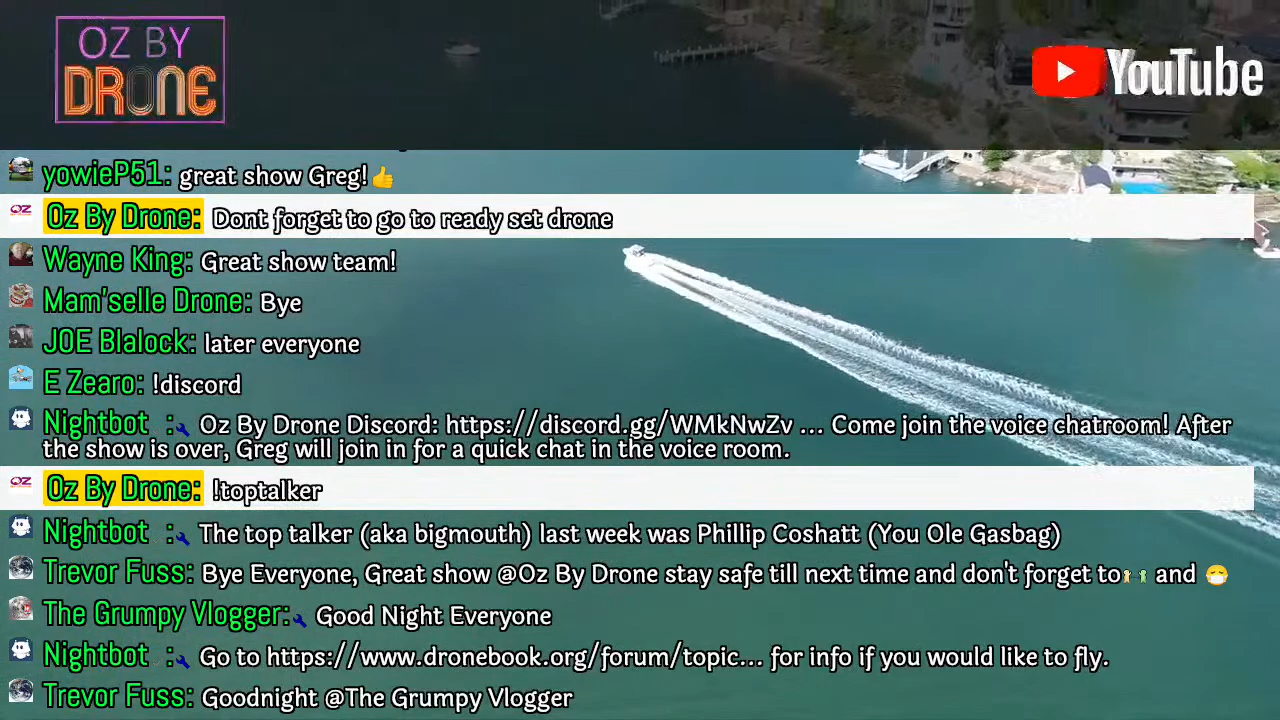 OZ BY
DRONE
YouTube
yowieP51: great show Greg!👍
Oz By Drone: Dont forget to go to ready set drone
Wayne King: Great show team!
Mam'selle Drone: Bye
JOE Blalock: later everyone
E Zearo: !discord
Nightbot : Oz By Drone Discord: https://discord.gg/WMkNwZv ... Come join the voice chatroom! After
the show is over, Greg will join in for a quick chat in the voice room.
Oz By Drone: !toptalker
Nightbot : The top talker (aka bigmouth) last week was Phillip Coshatt (You Ole Gasbag)
Trevor Fuss: Bye Everyone, Great show @Oz By Drone stay safe till next time and don't forget to and 😷
The Grumpy Vlogger: Good Night Everyone
Nightbot : Go to https://www.dronebook.org/forum/topic... for info if you would like to fly.
Trevor Fuss: Goodnight @The Grumpy Vlogger